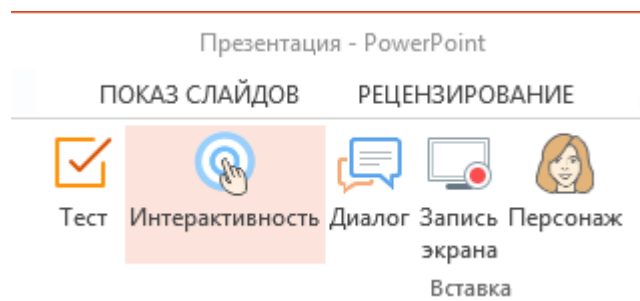 Презентация - PowerPoint
ПОКАЗ СЛАЙДОВ РЕЦЕНЗИРОВАНИЕ
Тест Интерактивность Диалог Запись экрана Персонаж
Вставка